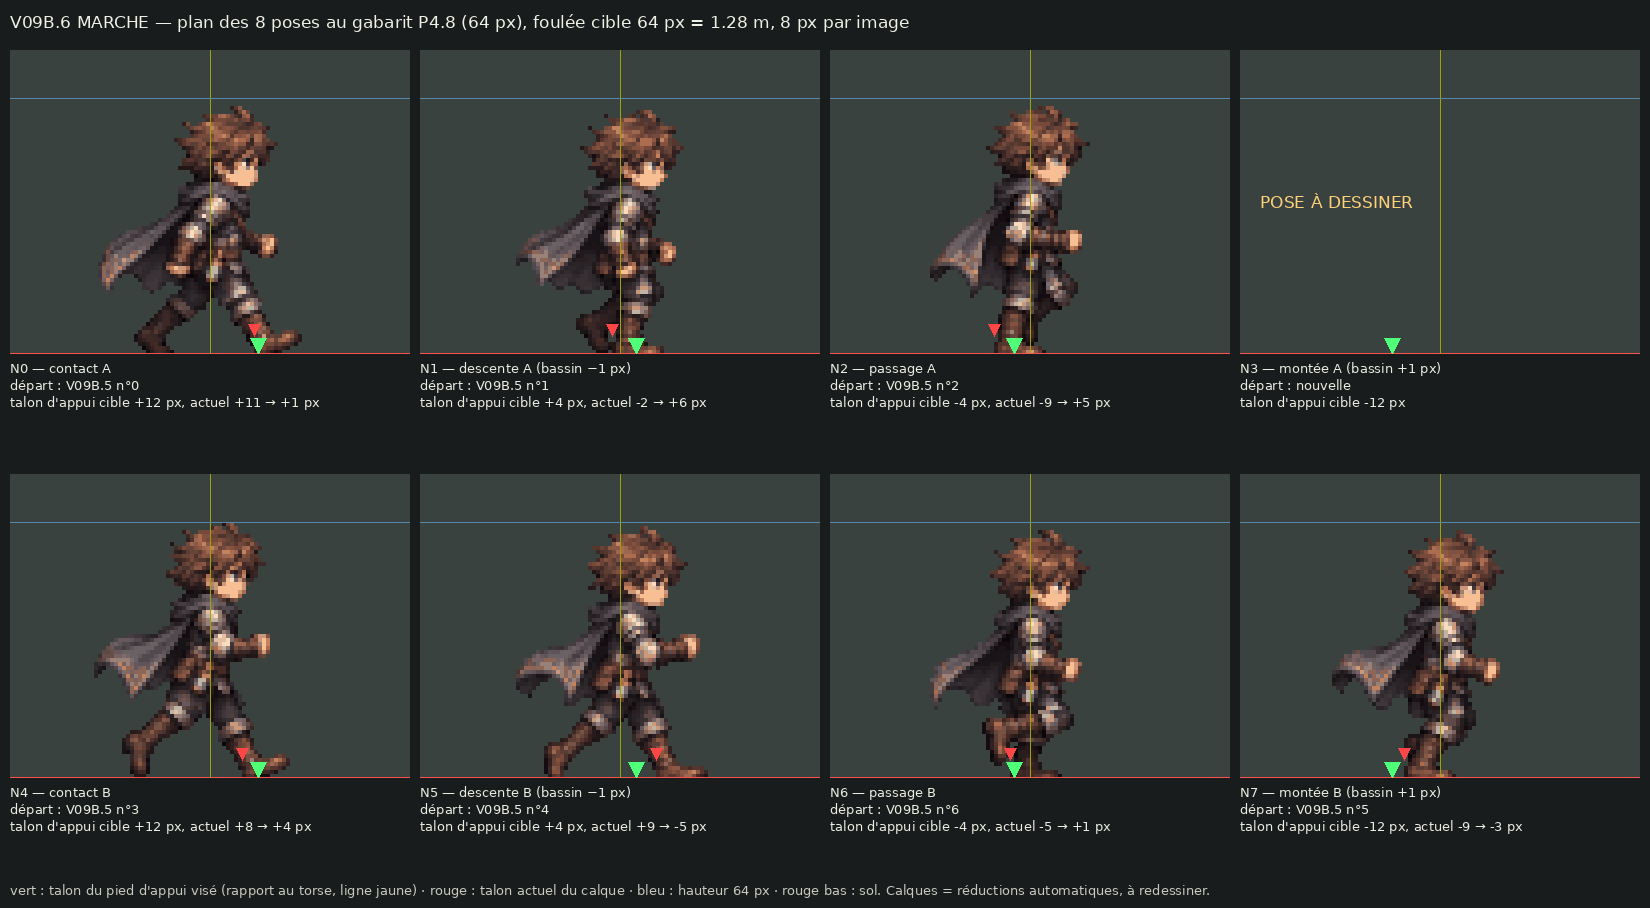 V09B.6 MARCHE — plan des 8 poses au gabarit P4.8 (64 px), foulée cible 64 px = 1.28 m, 8 px par image
POSE À DESSINER
N0 — contact A
départ : V09B.5 n°0
talon d'appui cible +12 px, actuel +11 → +1 px
N1 — descente A (bassin −1 px)
départ : V09B.5 n°1
talon d'appui cible +4 px, actuel -2 → +6 px
N2 — passage A
départ : V09B.5 n°2
talon d'appui cible -4 px, actuel -9 → +5 px
N3 — montée A (bassin +1 px)
départ : nouvelle
talon d'appui cible -12 px
N4 — contact B
départ : V09B.5 n°3
talon d'appui cible +12 px, actuel +8 → +4 px
N5 — descente B (bassin −1 px)
départ : V09B.5 n°4
talon d'appui cible +4 px, actuel +9 → -5 px
N6 — passage B
départ : V09B.5 n°6
talon d'appui cible -4 px, actuel -5 → +1 px
N7 — montée B (bassin +1 px)
départ : V09B.5 n°5
talon d'appui cible -12 px, actuel -9 → -3 px
vert : talon du pied d'appui visé (rapport au torse, ligne jaune) · rouge : talon actuel du calque · bleu : hauteur 64 px · rouge bas : sol. Calques = réductions automatiques, à redessiner.